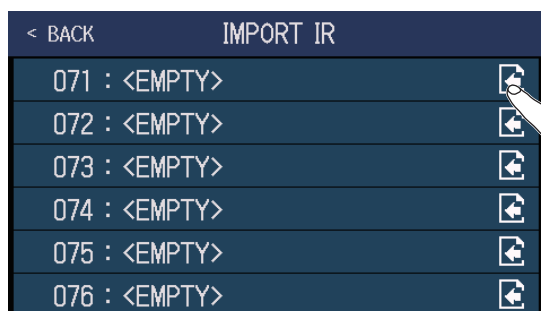 < BACK IMPORT IR
071 : <EMPTY>
072 : <EMPTY>
073 : <EMPTY>
074 : <EMPTY>
075 : <EMPTY>
076 : <EMPTY>